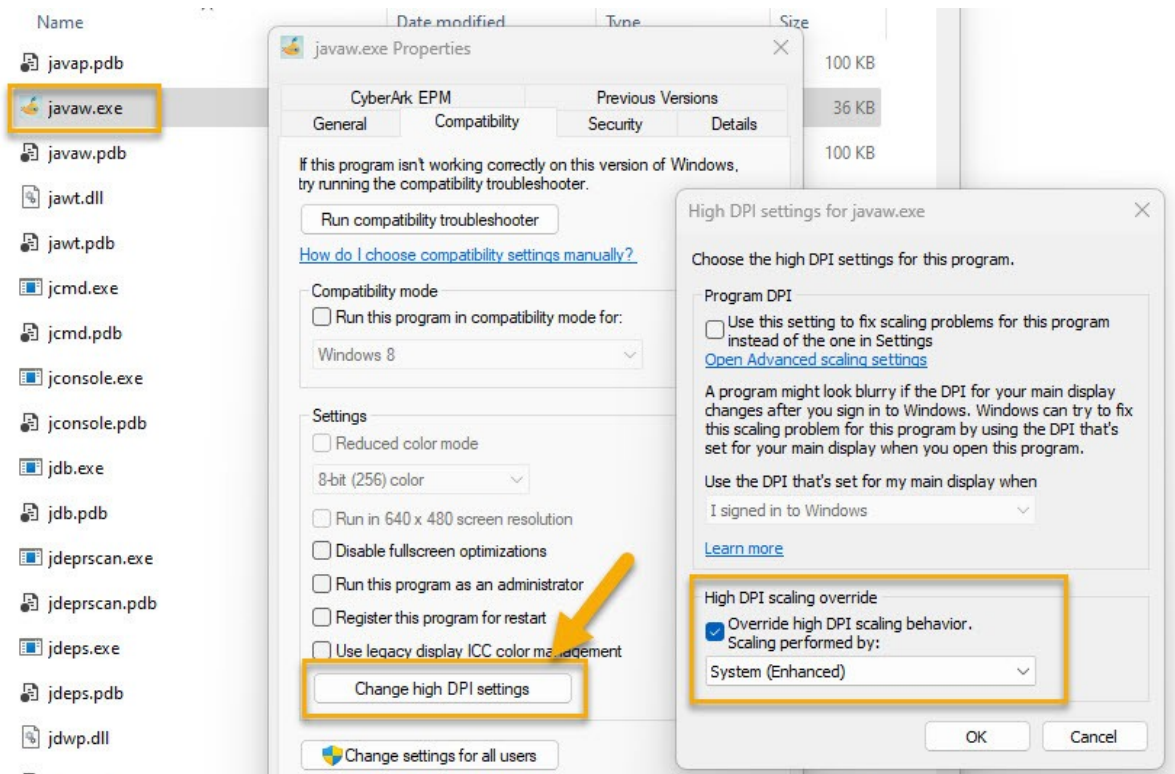 Name
Date modified
Type
Size
javap.pdb
100 KB
javaw.exe
36 KB
javaw.pdb
100 KB
jawt.dll
jawt.pdb
jcmd.exe
jcmd.pdb
jconsole.exe
jconsole.pdb
jdb.exe
jdb.pdb
jdeprscan.exe
jdeprscan.pdb
jdeps.exe
jdeps.pdb
jdwp.dll
javaw.exe Properties
CyberArk EPM
Previous Versions
General
Compatibility
Security
Details
If this program isn't working correctly on this version of Windows,
try running the compatibility troubleshooter.
Run compatibility troubleshooter
How do I choose compatibility settings manually?
Compatibility mode
Run this program in compatibility mode for:
Windows 8
Settings
Reduced color mode
8-bit (256) color
Run in 640 x 480 screen resolution
Disable fullscreen optimizations
Run this program as an administrator
Register this program for restart
Use legacy display ICC color management
Change high DPI settings
Change settings for all users
High DPI settings for javaw.exe
Choose the high DPI settings for this program.
Program DPI
Use this setting to fix scaling problems for this program
instead of the one in Settings
Open Advanced scaling settings
A program might look blurry if the DPI for your main display
changes after you sign in to Windows. Windows can try to fix
this scaling problem for this program by using the DPI that's
set for your main display when you open this program.
Use the DPI that's set for my main display when
I signed in to Windows
Learn more
High DPI scaling override
Override high DPI scaling behavior.
Scaling performed by:
System (Enhanced)
OK
Cancel